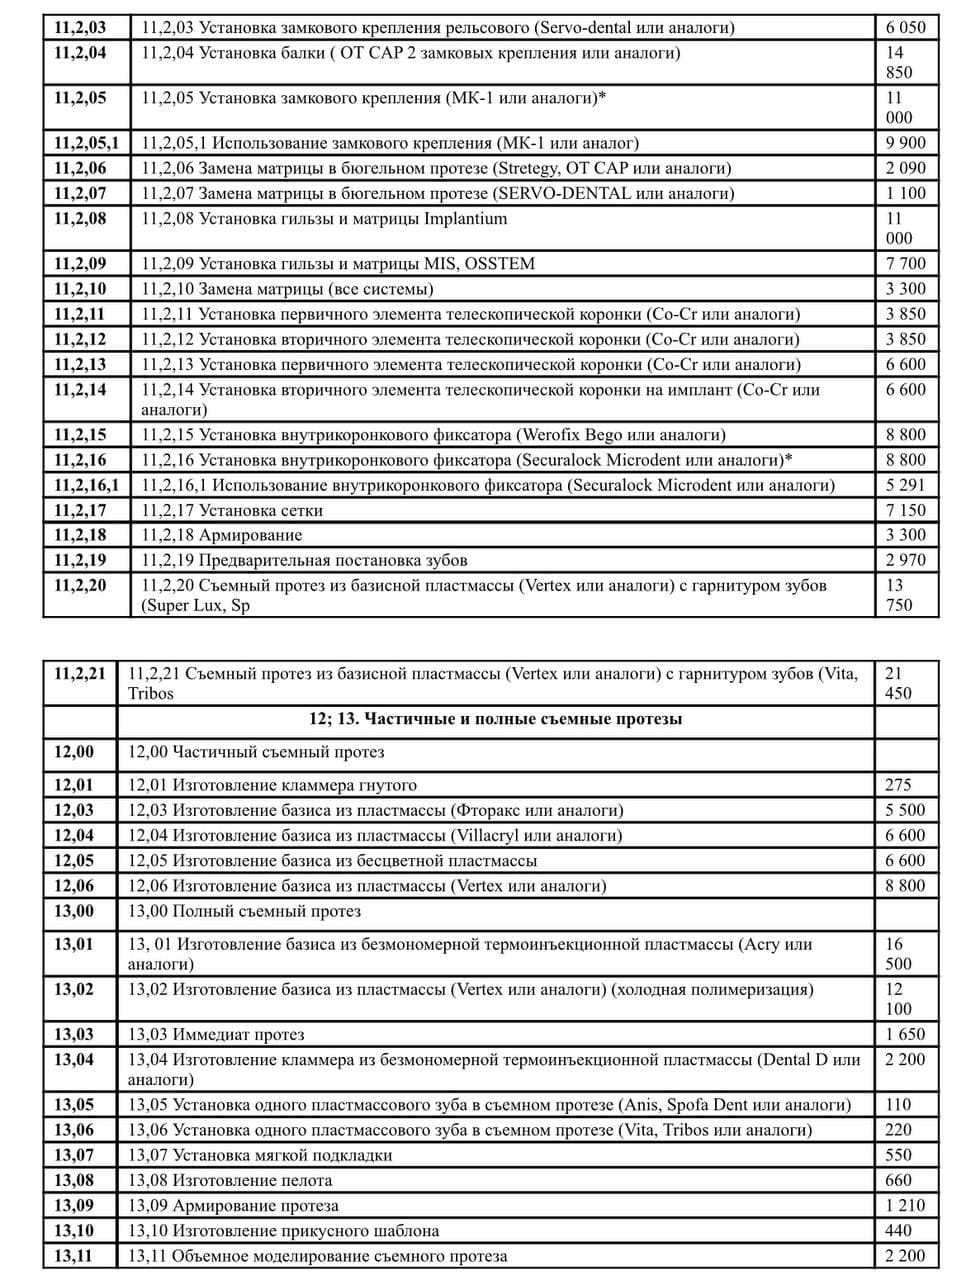 11,2,03 11,2,03 Установка замкового крепления рельсового (Servo-dental или аналоги) 6 050
11,2,04 11,2,04 Установка балки ( OT CAP 2 замковых крепления или аналоги) 14
850
11,2,05 11,2,05 Установка замкового крепления (МК-1 или аналоги)* 11
000
11,2,05,1 11,2,05,1 Использование замкового крепления (МК-1 или аналог) 9 900
11,2,06 11,2,06 Замена матрицы в бюгельном протезе (Stretegy, OT CAP или аналоги) 2 090
11,2,07 11,2,07 Замена матрицы в бюгельном протезе (SERVO-DENTAL или аналоги) 1 100
11,2,08 11,2,08 Установка гильзы и матрицы Implantium 11
000
11,2,09 11,2,09 Установка гильзы и матрицы MIS, OSSTEM 7 700
11,2,10 11,2,10 Замена матрицы (все системы) 3 300
11,2,11 11,2,11 Установка первичного элемента телескопической коронки (Co-Cr или аналоги) 3 850
11,2,12 11,2,12 Установка вторичного элемента телескопической коронки (Co-Cr или аналоги) 3 850
11,2,13 11,2,13 Установка первичного элемента телескопической коронки (Co-Cr или аналоги) 6 600
11,2,14 11,2,14 Установка вторичного элемента телескопической коронки на имплант (Co-Cr или 6 600
аналоги)
11,2,15 11,2,15 Установка внутрикоронкового фиксатора (Werofix Bego или аналоги) 8 800
11,2,16 11,2,16 Установка внутрикоронкового фиксатора (Securalock Microdent или аналоги)* 8 800
11,2,16,1 11,2,16,1 Использование внутрикоронкового фиксатора (Securalock Microdent или аналоги) 5 291
11,2,17 11,2,17 Установка сетки 7 150
11,2,18 11,2,18 Армирование 3 300
11,2,19 11,2,19 Предварительная постановка зубов 2 970
11,2,20 11,2,20 Съемный протез из базисной пластмассы (Vertex или аналоги) с гарнитуром зубов 13
(Super Lux, Sp 750
11,2,21 11,2,21 Съемный протез из базисной пластмассы (Vertex или аналоги) с гарнитуром зубов (Vita, 21
Tribos 450
12; 13. Частичные и полные съемные протезы
12,00 12,00 Частичный съемный протез
12,01 12,01 Изготовление кламмера гнутого 275
12,03 12,03 Изготовление базиса из пластмассы (Фторакс или аналоги) 5 500
12,04 12,04 Изготовление базиса из пластмассы (Villacryl или аналоги) 6 600
12,05 12,05 Изготовление базиса из бесцветной пластмассы 6 600
12,06 12,06 Изготовление базиса из пластмассы (Vertex или аналоги) 8 800
13,00 13,00 Полный съемный протез
13,01 13, 01 Изготовление базиса из безмономерной термоинъекционной пластмассы (Acry или 16
аналоги) 500
13,02 13,02 Изготовление базиса из пластмассы (Vertex или аналоги) (холодная полимеризация) 12
100
13,03 13,03 Иммедиат протез 1 650
13,04 13,04 Изготовление кламмера из безмономерной термоинъекционной пластмассы (Dental D или 2 200
аналоги)
13,05 13,05 Установка одного пластмассового зуба в съемном протезе (Anis, Spofa Dent или аналоги) 110
13,06 13,06 Установка одного пластмассового зуба в съемном протезе (Vita, Tribos или аналоги) 220
13,07 13,07 Установка мягкой подкладки 550
13,08 13,08 Изготовление пелота 660
13,09 13,09 Армирование протеза 1 210
13,10 13,10 Изготовление прикусного шаблона 440
13,11 13,11 Объемное моделирование съемного протеза 2 200